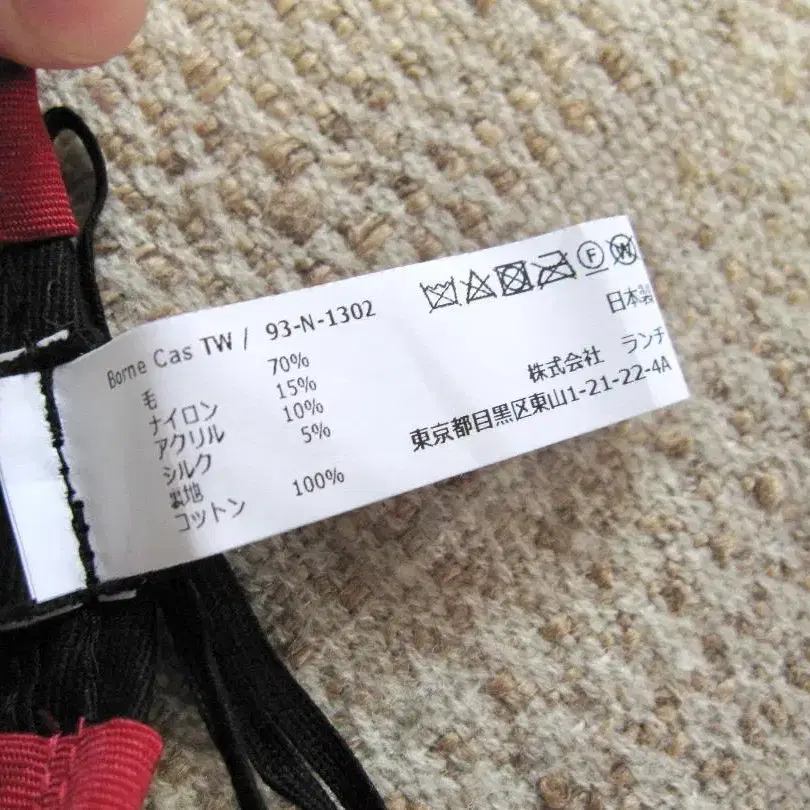 Borne Cas TW / 93-N-1302
毛 70%
ナイロン 15%
アクリル 10%
シルク 5%
裏地
コットン 100%
F W
日本製
株式会社 ランチ
東京都目黒区東山1-21-22-4A